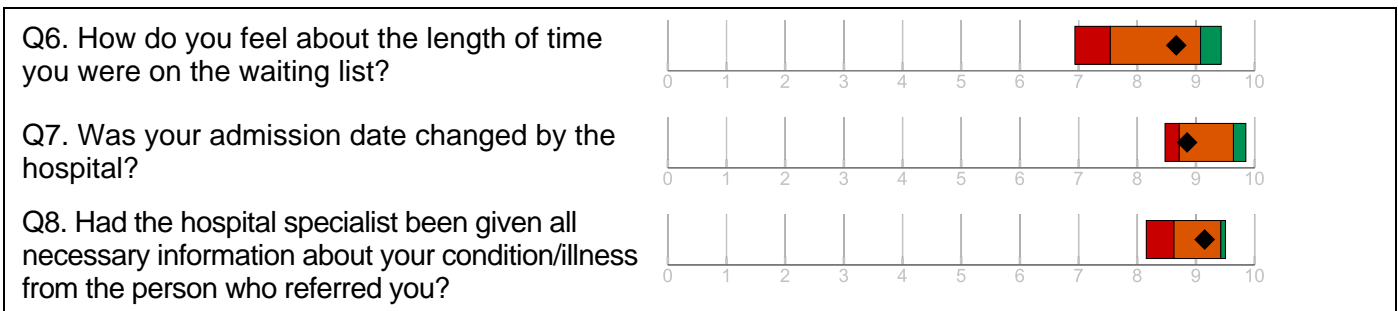 Q6. How do you feel about the length of time
you were on the waiting list?
0 1 2 3 4 5 6 7 8 9 10
Q7. Was your admission date changed by the
hospital?
0 1 2 3 4 5 6 7 8 9 10
Q8. Had the hospital specialist been given all
necessary information about your condition/illness
from the person who referred you?
0 1 2 3 4 5 6 7 8 9 10